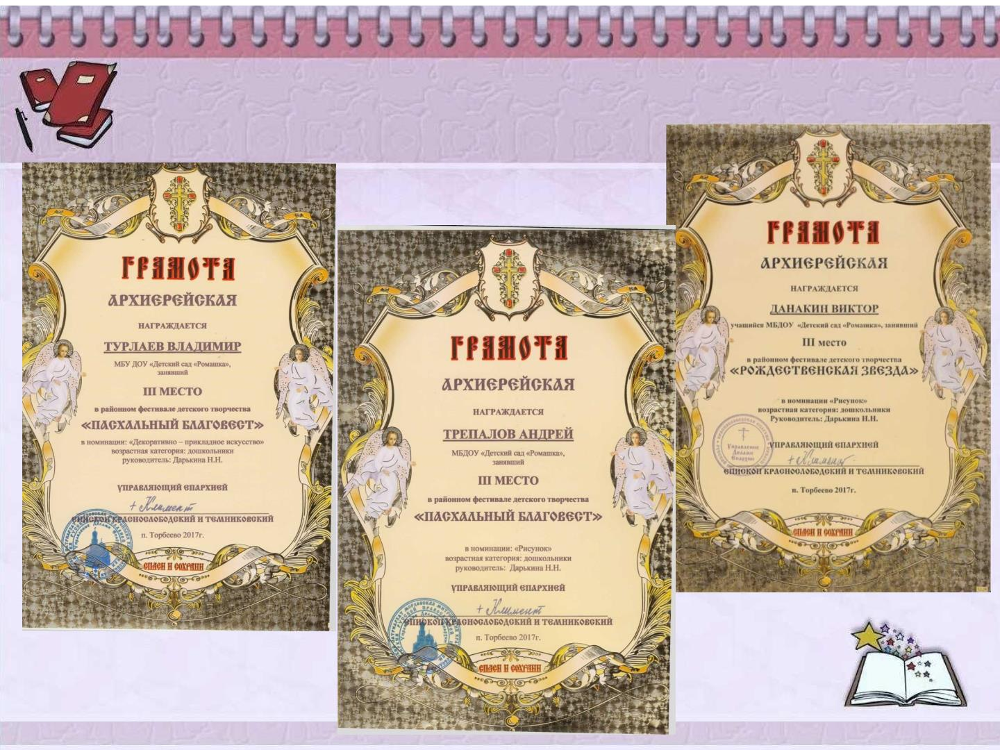 ГРАМОТА
АРХИЕРЕЙСКАЯ
НАГРАЖДАЕТСЯ
ТУРЛАЕВ ВЛАДИМИР
МБУ ДОУ «Детский сад «Ромашка»,
занявший
III МЕСТО
в районном фестивале детского творчества
«ПАСХАЛЬНЫЙ БЛАГОВЕСТ»
в номинации: «Декоративно – прикладное искусство»
возрастная категория: дошкольники
руководитель: Дарькина Н.Н.
УПРАВЛЯЮЩИЙ ЕПАРХИЕЙ
+ Климент
ЕПИСКОП КРАСНОСЛОБОДСКИЙ И ТЕМНИКОВСКИЙ
п. Торбеево 2017г.
СПАСИ И СОХРАНИ
ГРАМОТА
АРХИЕРЕЙСКАЯ
НАГРАЖДАЕТСЯ
ТРЕПАЛОВ АНДРЕЙ
МБДОУ «Детский сад «Ромашка»,
занявший
III МЕСТО
в районном фестивале детского творчества
«ПАСХАЛЬНЫЙ БЛАГОВЕСТ»
в номинации: «Рисунок»
возрастная категория: дошкольники
руководитель: Дарькина Н.Н.
УПРАВЛЯЮЩИЙ ЕПАРХИЕЙ
+ Климент
ЕПИСКОП КРАСНОСЛОБОДСКИЙ И ТЕМНИКОВСКИЙ
п. Торбеево 2017г.
СПАСИ И СОХРАНИ
ГРАМОТА
АРХИЕРЕЙСКАЯ
НАГРАЖДАЕТСЯ
ДАНАКИН ВИКТОР
учащийся МБДОУ «Детский сад «Ромашка», занявший
III место
в районном фестивале детского творчества
«РОЖДЕСТВЕНСКАЯ ЗВЕЗДА»
в номинации «Рисунок»
возрастная категория: дошкольники
Руководитель: Дарькина Н.Н.
Управление
Делами
Епархии
УПРАВЛЯЮЩИЙ ЕПАРХИЕЙ
+ Климент
ЕПИСКОП КРАСНОСЛОБОДСКИЙ И ТЕМНИКОВСКИЙ
п. Торбеево 2017г.
СПАСИ И СОХРАНИ